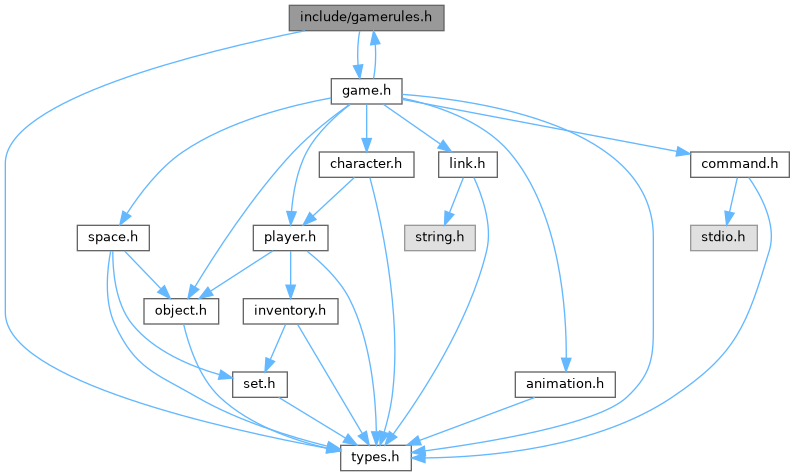 include/gamerules.h
game.h
character.h
link.h
command.h
space.h
player.h
string.h
stdio.h
object.h
inventory.h
set.h
animation.h
types.h